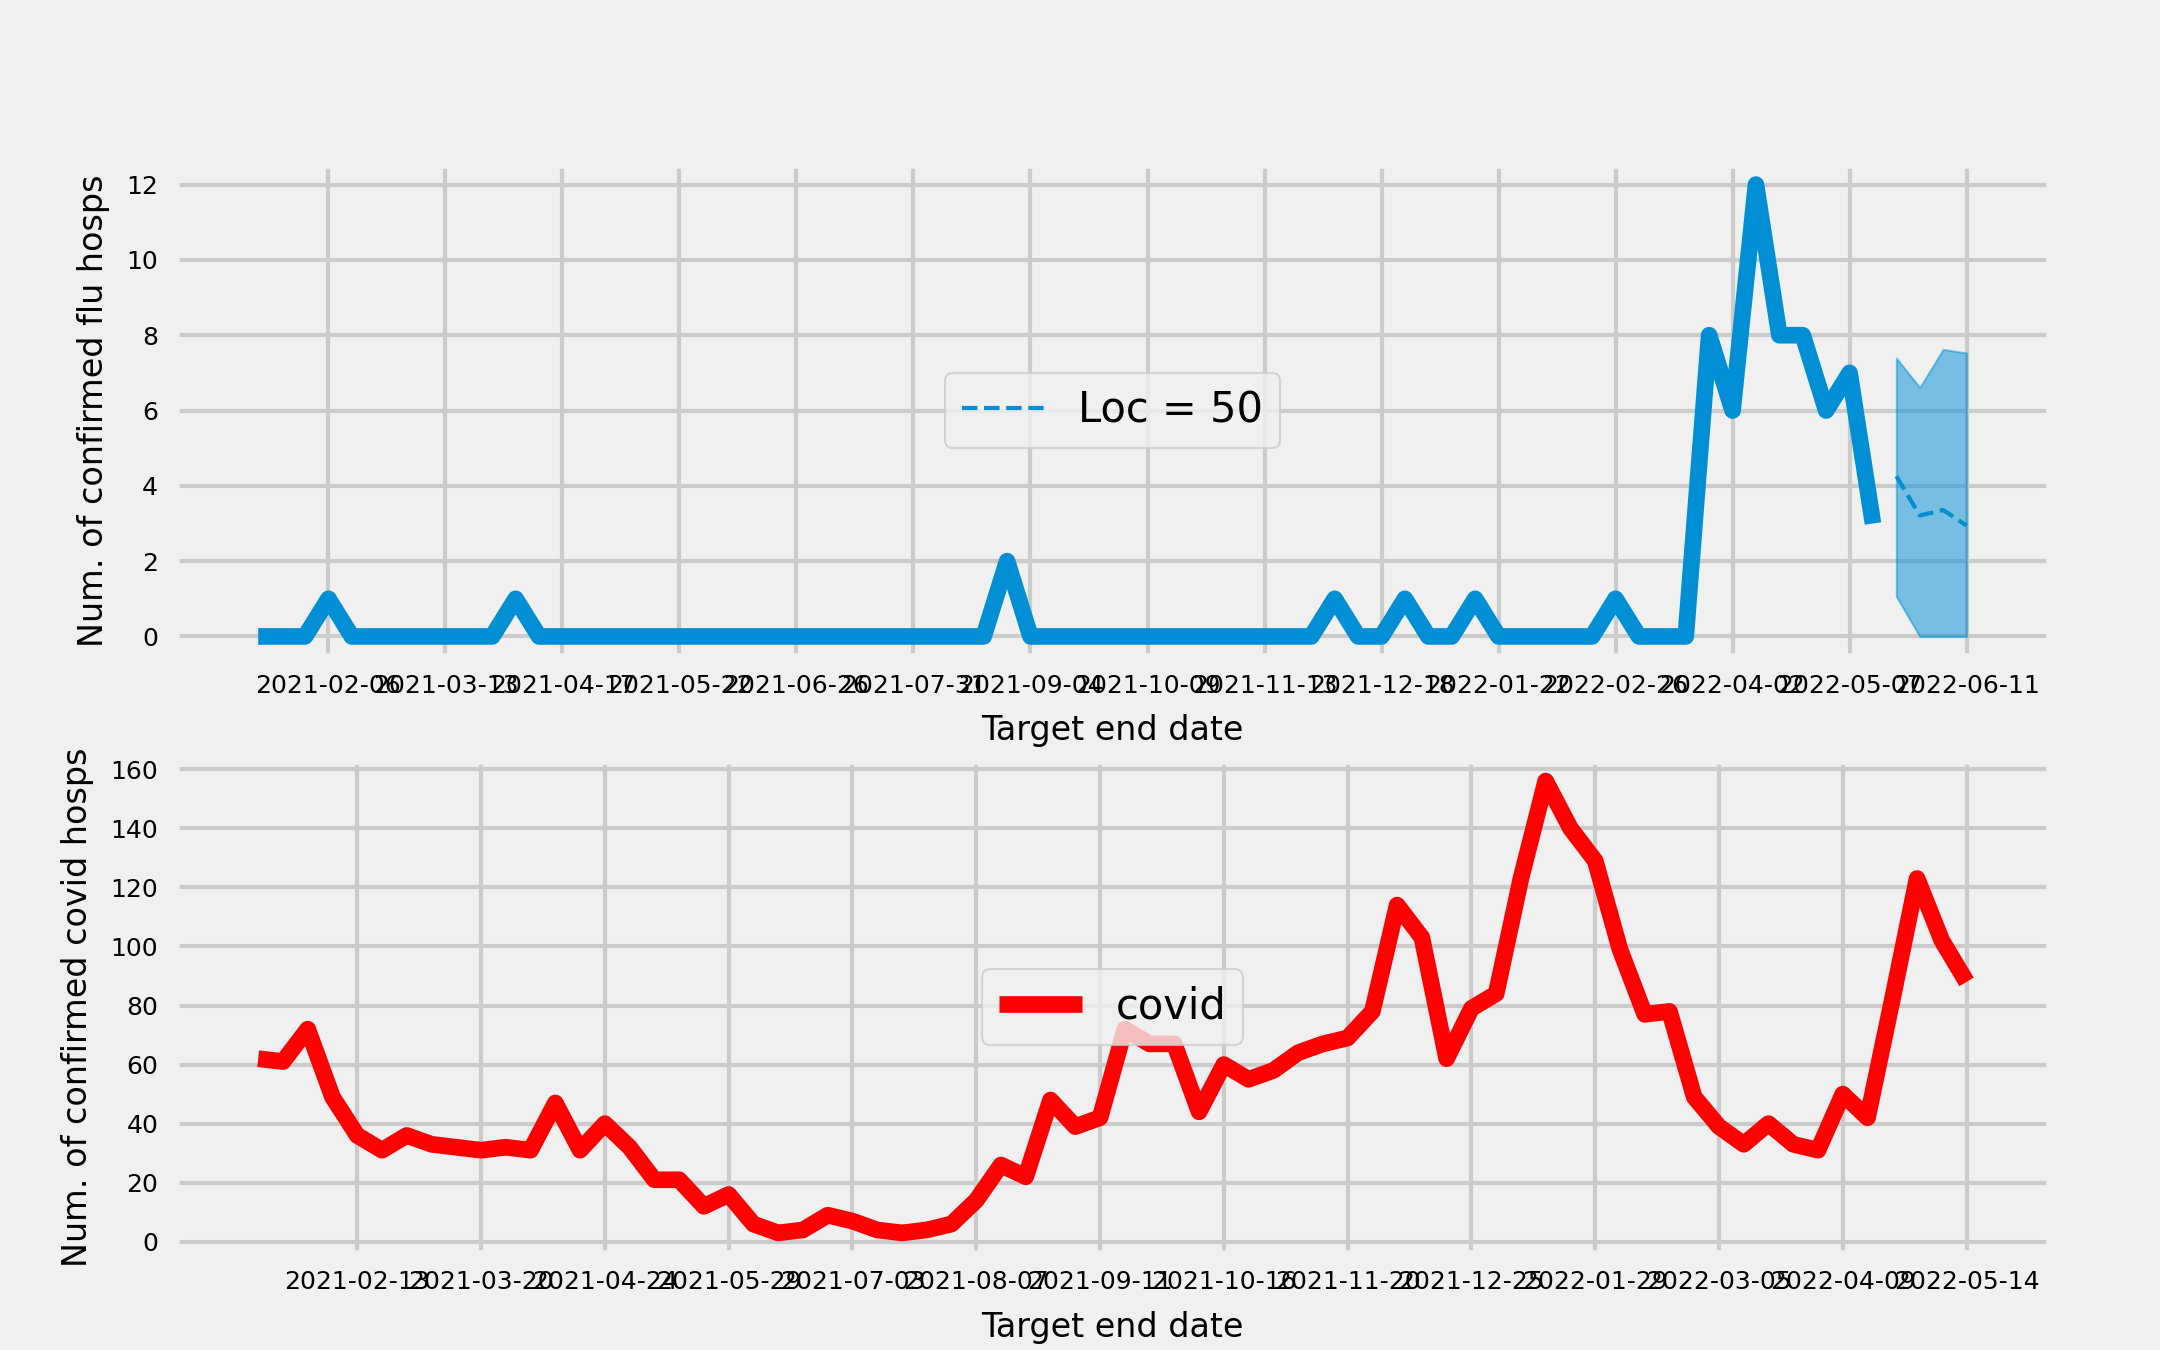 Num. of confirmed flu hosps
12
10
8
6
4
2
0
Loc = 50
2021-02-06 2021-03-13 2021-04-17 2021-05-22 2021-06-26 2021-07-31 2021-09-04 2021-10-09 2021-11-13 2021-12-18 2022-01-22 2022-02-26 2022-04-02 2022-05-07 2022-06-11
Target end date
Num. of confirmed covid hosps
160
140
120
100
80
60
40
20
0
covid
2021-02-13 2021-03-20 2021-04-24 2021-05-29 2021-07-03 2021-08-07 2021-09-11 2021-10-16 2021-11-20 2021-12-25 2022-01-29 2022-03-05 2022-04-09 2022-05-14
Target end date